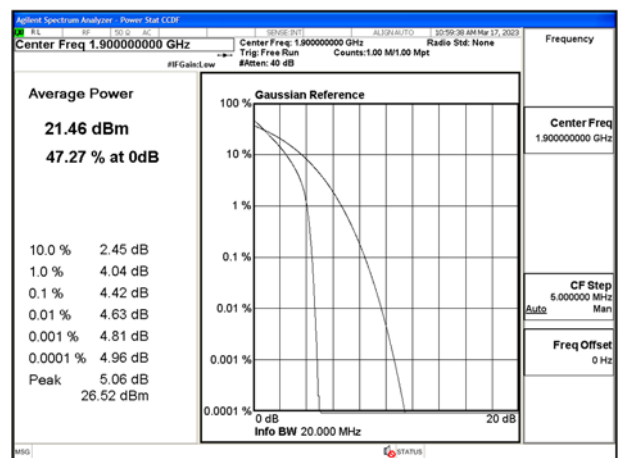 Agilent Spectrum Analyzer - Power Stat CCDF
RL RF 50 Ω AC SENSE:INT ALIGNAUTO 10:59:38 AM Mar 17, 2023
Center Freq 1.900000000 GHz
Center Freq: 1.900000000 GHz Radio Std: None
Trig: Free Run Counts:1.00 M/1.00 Mpt
#IFGain:Low #Atten: 40 dB
Frequency
Average Power
21.46 dBm
47.27 % at 0dB
10.0 % 2.45 dB
1.0 % 4.04 dB
0.1 % 4.42 dB
0.01 % 4.63 dB
0.001 % 4.81 dB
0.0001 % 4.96 dB
Peak 5.06 dB
26.52 dBm
Gaussian Reference
100 %
10 %
1 %
0.1 %
0.01 %
0.001 %
0.0001 %
0 dB 20 dB
Info BW 20.000 MHz
Center Freq
1.900000000 GHz
CF Step
5.000000 MHz
Auto Man
Freq Offset
0 Hz
MSG STATUS